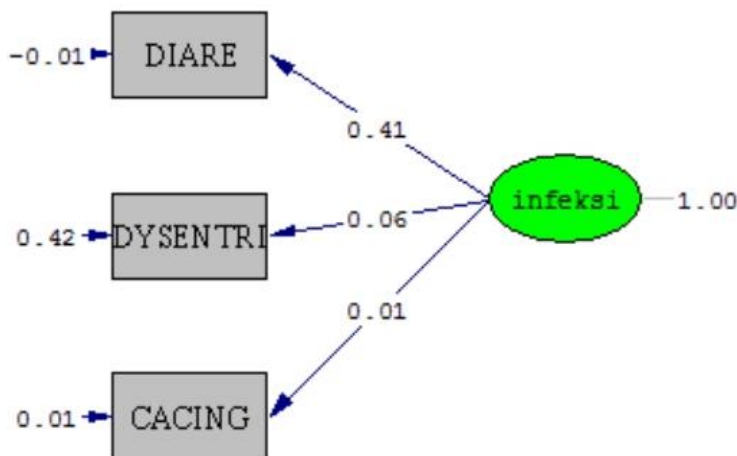 -0.01 DIARE
0.41
infeksi 1.00
0.42 DYSENTRI 0.06
0.01
0.01 CACING